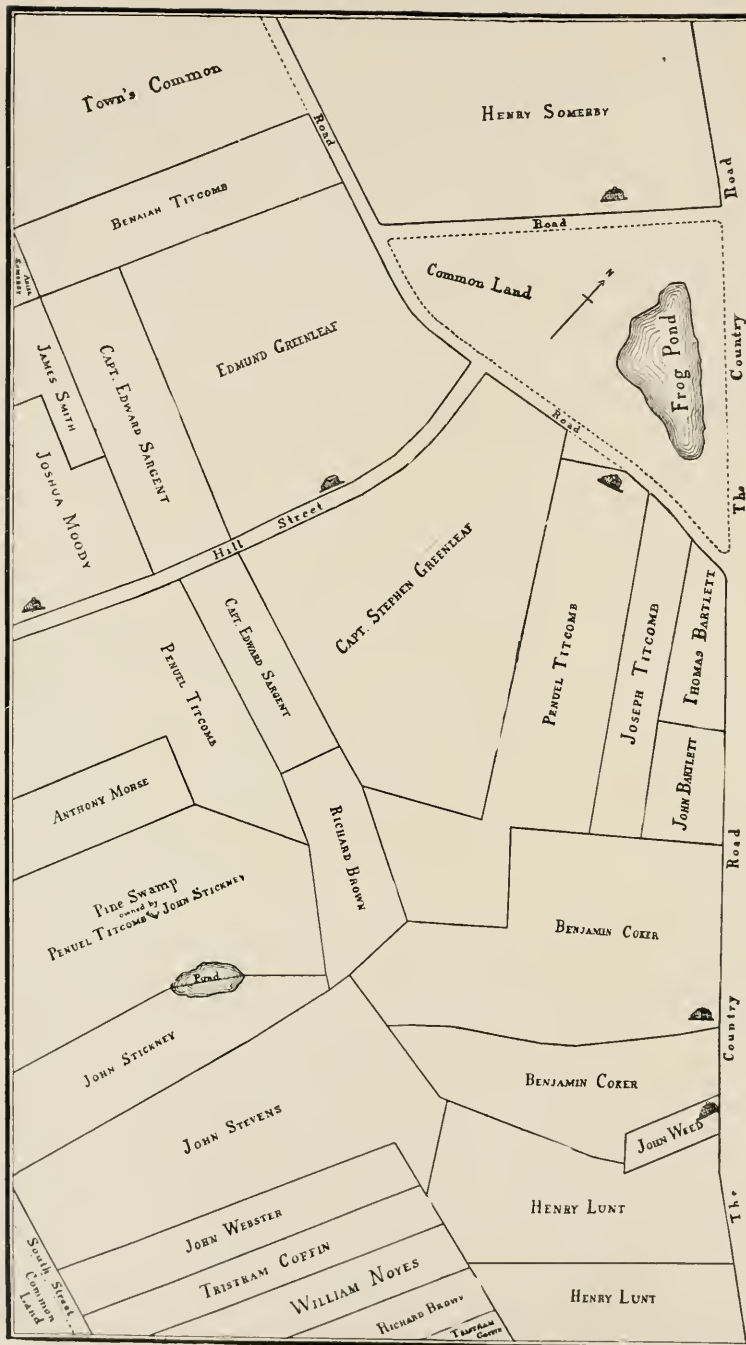 Town's Common
Road
HENRY SOMERBY
Road
BENAIAH TITCOMB
Road
Common Land
N
Frog Pond
Country
ABIEL
SOMERBY
JAMES SMITH
CAPT. EDWARD SARGENT
EDMUND GREENLEAF
Road
JOSHUA MOODY
Hill Street
The
CAPT. STEPHEN GREENLEAF
PENUEL TITCOMB
CAPT. EDWARD SARGENT
PENUEL TITCOMB
JOSEPH TITCOMB
THOMAS BARTLETT
JOHN BARTLETT
ANTHONY MORSE
RICHARD BROWN
Road
Pine Swamp
owned by
PENUEL TITCOMB & JOHN STICKNEY
BENJAMIN COKER
Pond
Country
JOHN STICKNEY
BENJAMIN COKER
JOHN STEVENS
JOHN WEED
The
HENRY LUNT
JOHN WEBSTER
TRISTRAM COFFIN
WILLIAM NOYES
RICHARD BROWN
TRISTRAM
COFFIN
HENRY LUNT
South Street
Common
Land